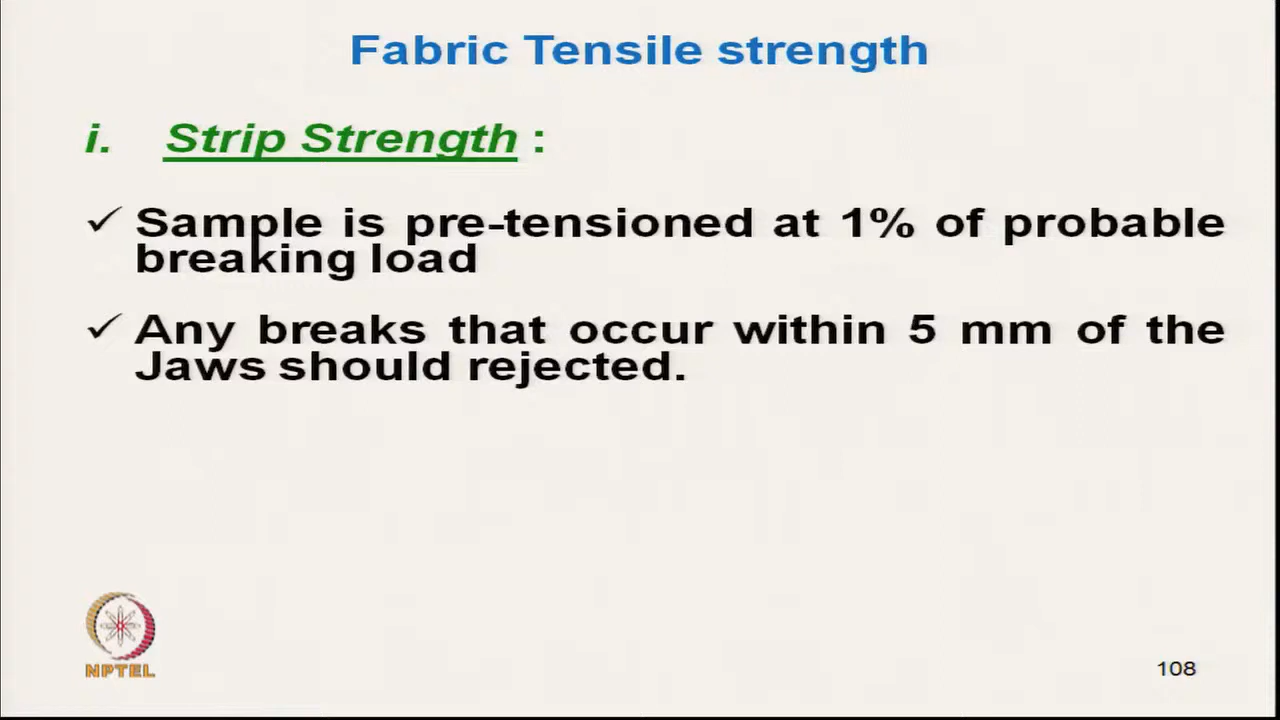 Fabric Tensile strength
i. Strip Strength :
✓ Sample is pre-tensioned at 1% of probable
breaking load
✓ Any breaks that occur within 5 mm of the
Jaws should rejected.
NPTEL
108